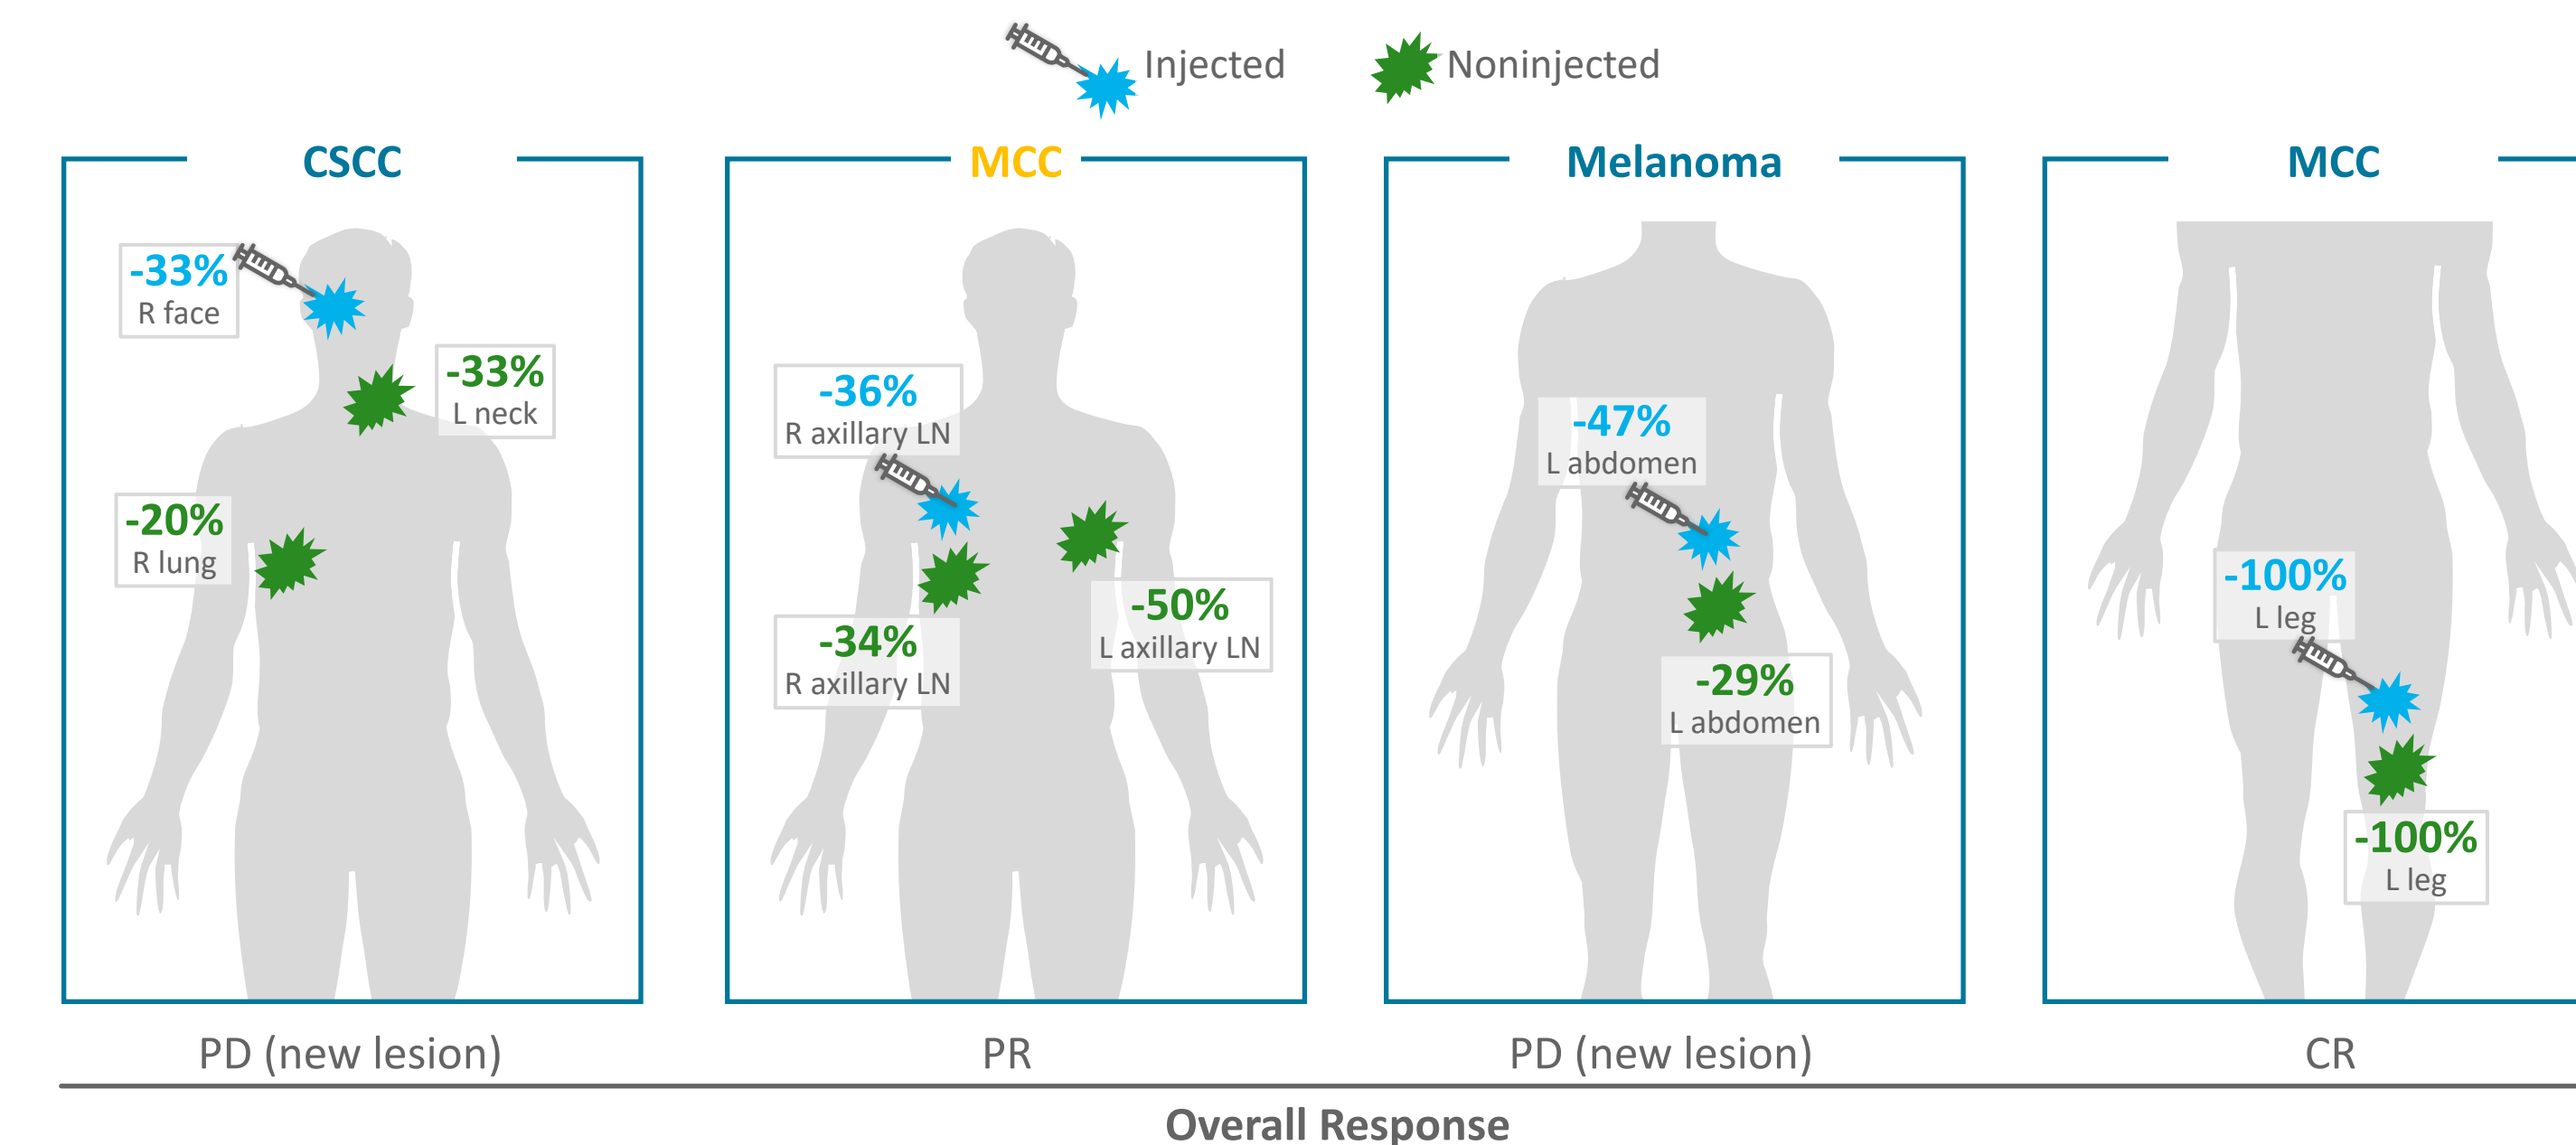 Injected
Noninjected
CSCC
-33%
R face
-33%
L neck
-20%
R lung
PD (new lesion)
MCC
-36%
R axillary LN
-34%
R axillary LN
-50%
L axillary LN
PR
Melanoma
-47%
L abdomen
-29%
L abdomen
PD (new lesion)
MCC
-100%
L leg
-100%
L leg
CR
Overall Response